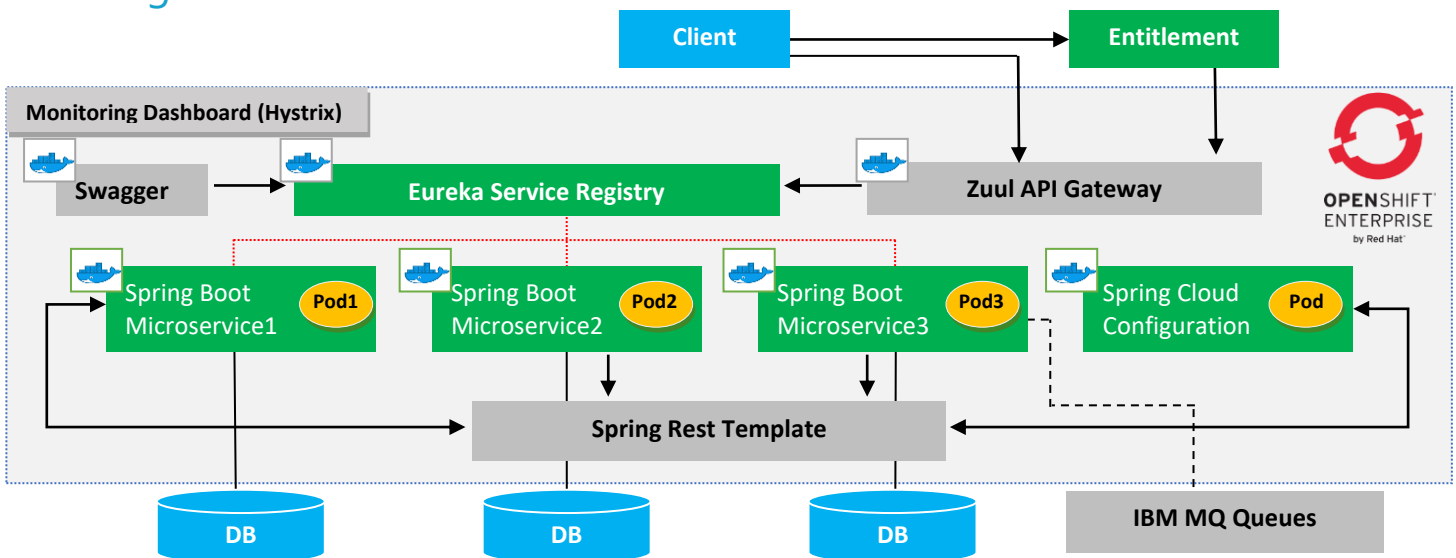 Client
Entitlement
Monitoring Dashboard (Hystrix)
Swagger
Eureka Service Registry
Zuul API Gateway
OPENSHIFT
ENTERPRISE
by Red Hat®
Spring Boot
Microservice1
Pod1
Spring Boot
Microservice2
Pod2
Spring Boot
Microservice3
Pod3
Spring Cloud
Configuration
Pod
Spring Rest Template
DB
DB
DB
IBM MQ Queues